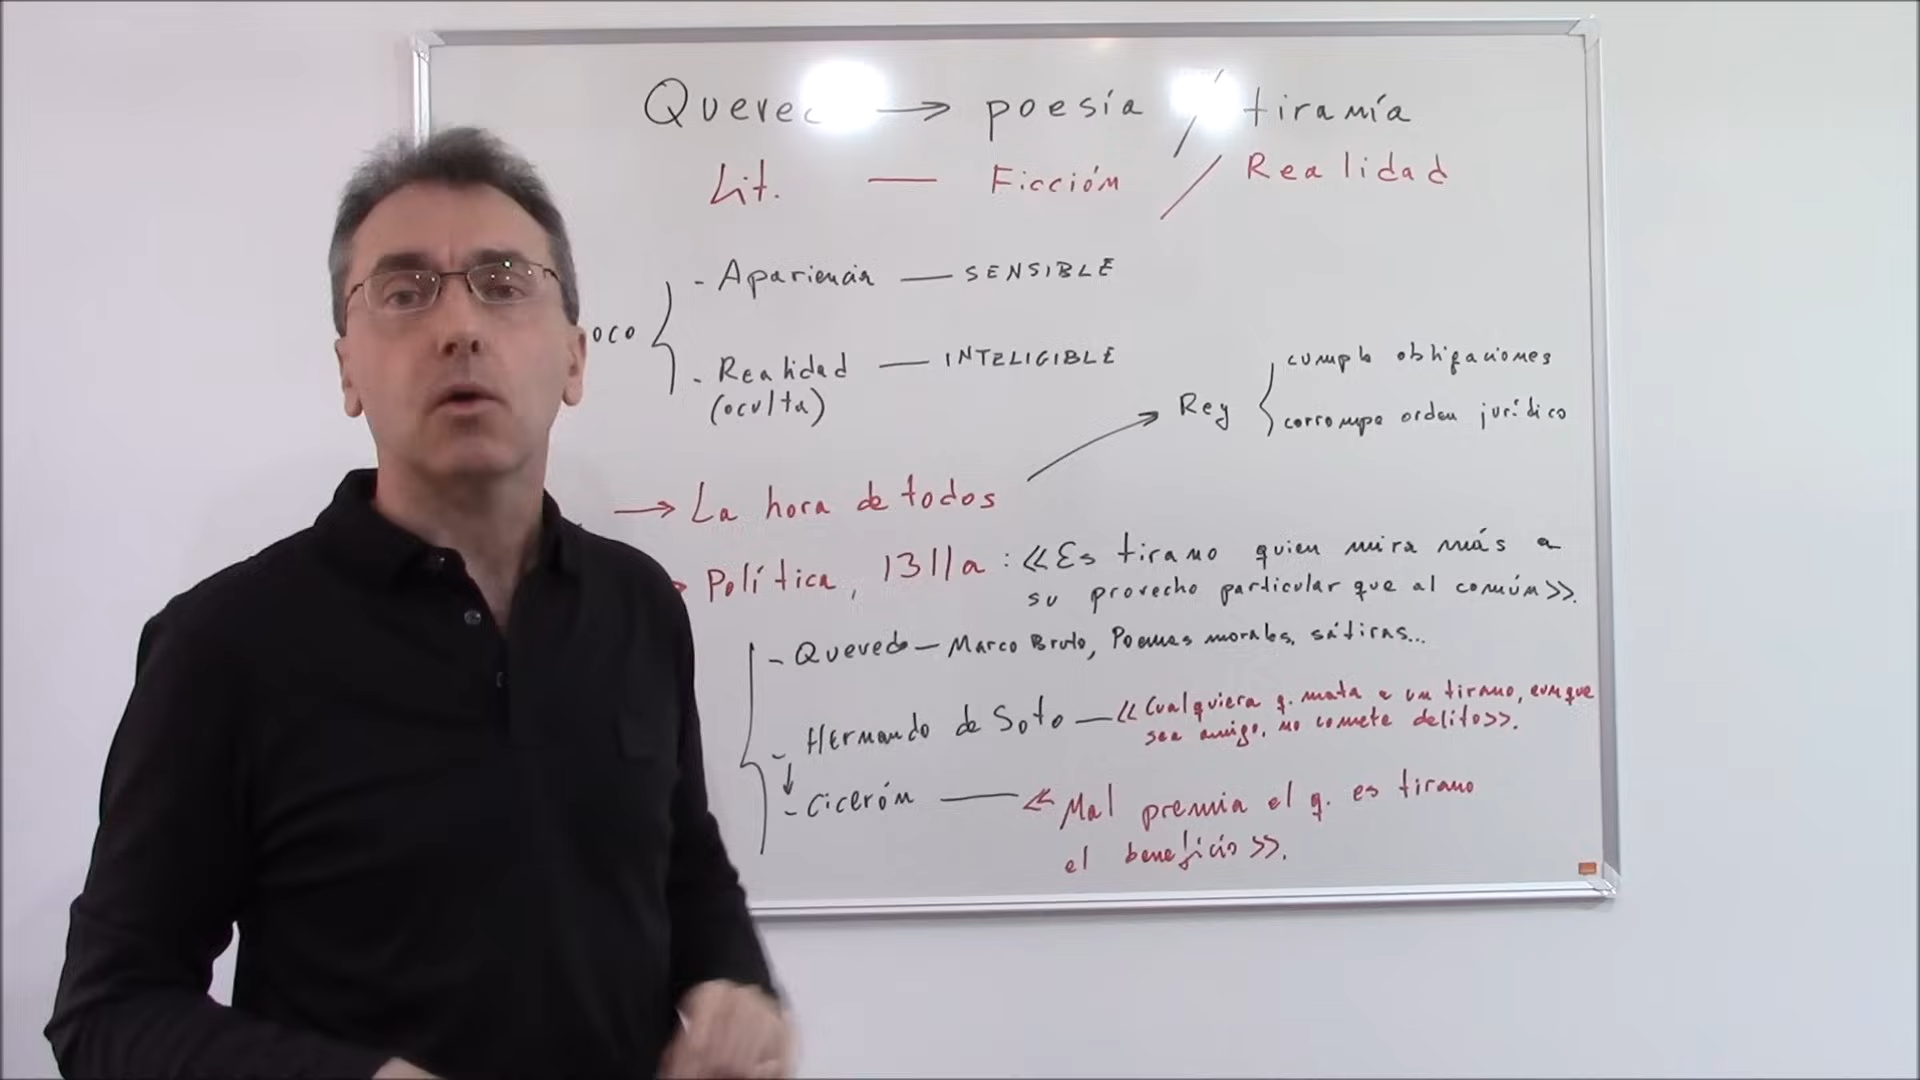 Queve → poesía / tiranía
Lit. — Ficción / Realidad
- Apariencia — SENSIBLE
oco
- Realidad — INTELIGIBLE
(oculta)
Rey
cumple obligaciones
corrompe orden jurídico
→ La hora de todos
Política, 1311a : «Es tirano quien mira más a
su provecho particular que al común».
- Quevedo — Marco Bruto, Poemas morales, sátiras...
- Hernando de Soto — «Cualquiera q. mata a un tirano, aunque
sea amigo, no comete delito».
- Cicerón — «Mal premia el q. es tirano
el beneficio».